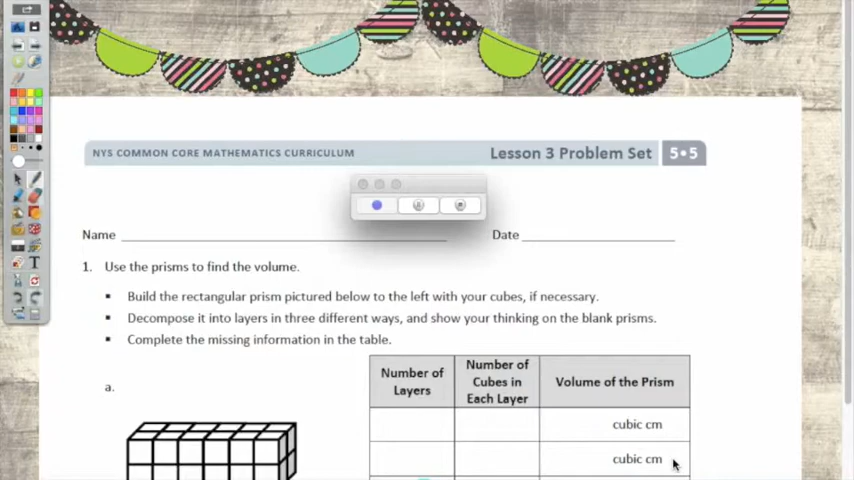 NYS COMMON CORE MATHEMATICS CURRICULUM Lesson 3 Problem Set 5•5
Name Date
1. Use the prisms to find the volume.
▪ Build the rectangular prism pictured below to the left with your cubes, if necessary.
▪ Decompose it into layers in three different ways, and show your thinking on the blank prisms.
▪ Complete the missing information in the table.
a.
Number of Layers
Number of Cubes in Each Layer
Volume of the Prism
cubic cm
cubic cm